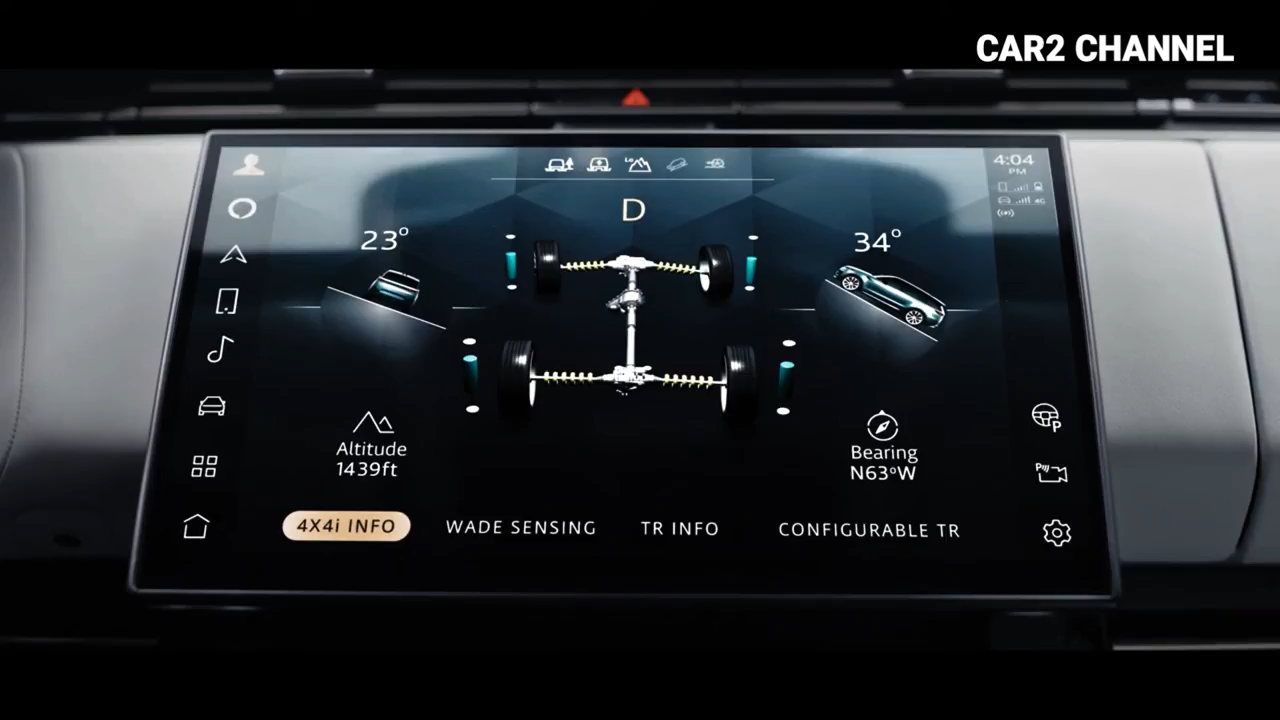 CAR2 CHANNEL
4:04
PM
4G
D
23°
34°
Altitude
1439ft
Bearing
N63°W
P
P
4X4i INFO
WADE SENSING
TR INFO
CONFIGURABLE TR